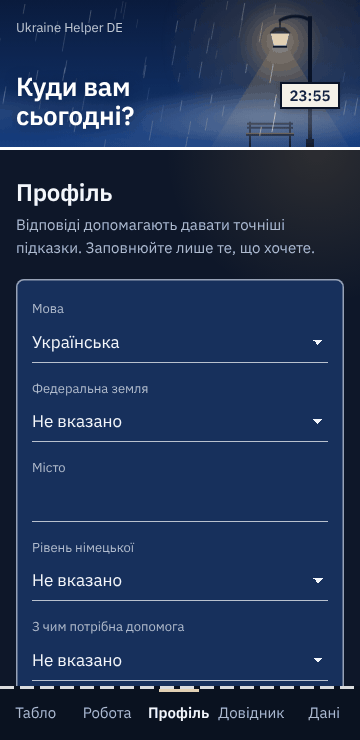 Ukraine Helper DE
Куди вам
сьогодні?
23:55
Профіль
Відповіді допомагають давати точніші
підказки. Заповнюйте лише те, що хочете.
Мова
Українська
Федеральна земля
Не вказано
Місто
Рівень німецької
Не вказано
З чим потрібна допомога
Не вказано
Табло Робота Профіль Довідник Дані